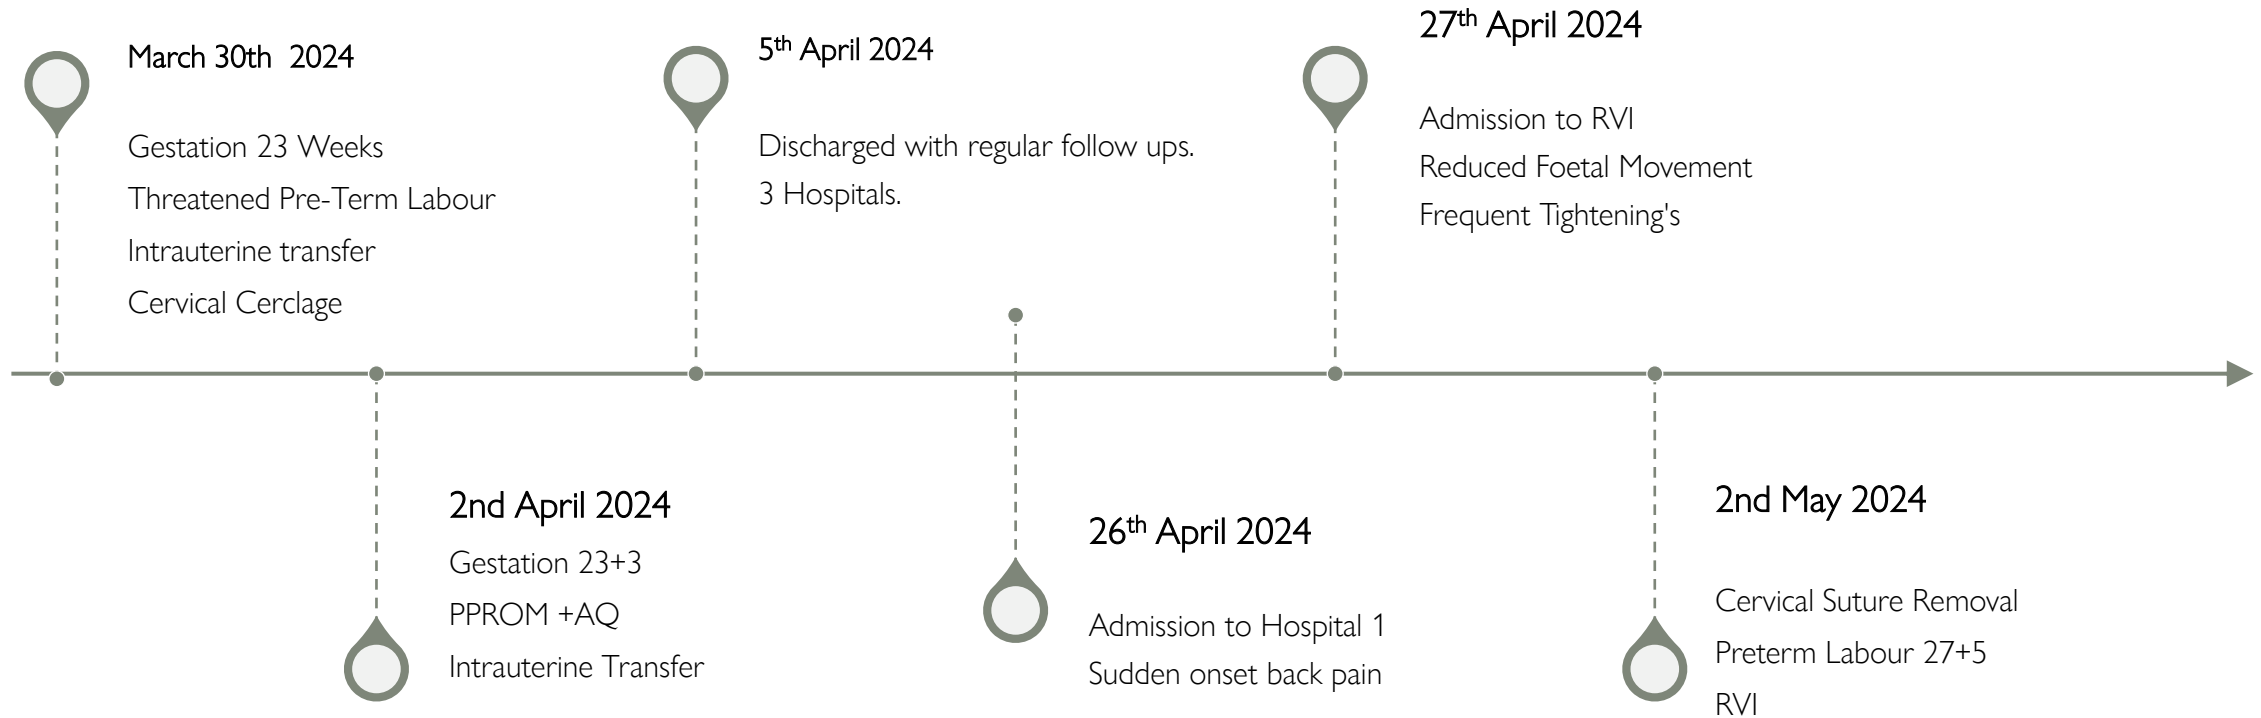 March 30th  2024
Gestation 23 Weeks
Threatened Pre-Term Labour
Intrauterine transfer
Cervical Cerclage
2nd April 2024
Gestation 23+3
PPROM +AQ
Intrauterine Transfer
5th April 2024
Discharged with regular follow ups.
3 Hospitals.
26th April 2024
Admission to Hospital 1
Sudden onset back pain
27th April 2024
Admission to RVI
Reduced Foetal Movement
Frequent Tightening's
2nd May 2024
Cervical Suture Removal
Preterm Labour 27+5
RVI